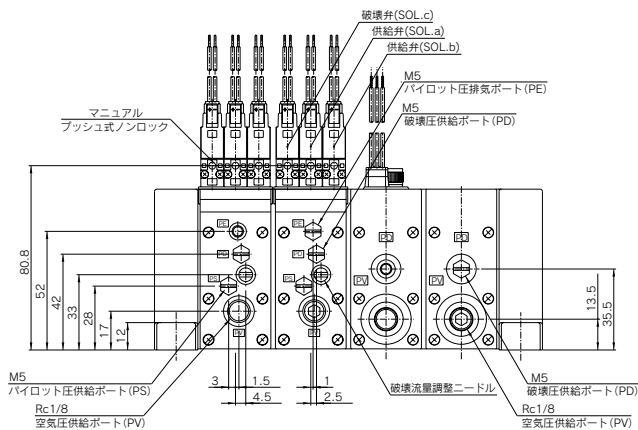 破壊弁(SOL.c)
供給弁(SOL.a)
供給弁(SOL.b)
M5
パイロット圧排気ポート(PE)
M5
破壊圧供給ポート(PD)
マニュアル
プッシュ式ノンロック
PE
PE
PD
PD
PD
PD
PS
PS
PV
PV
PV
PV
80.8
52
42
33
28
17
12
13.5
35.5
3
1.5
4.5
1
2.5
M5
パイロット圧供給ポート(PS)
Rc1/8
空気圧供給ポート(PV)
破壊流量調整ニードル
M5
破壊圧供給ポート(PD)
Rc1/8
空気圧供給ポート(PV)